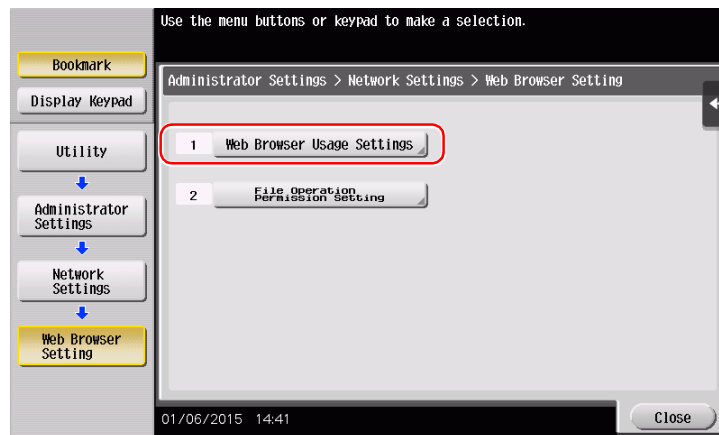 Use the menu buttons or keypad to make a selection.
Bookmark
Display Keypad
Utility
Administrator
Settings
Network
Settings
Web Browser
Setting
Administrator Settings > Network Settings > Web Browser Setting
1 Web Browser Usage Settings
2 File Operation
Permission Setting
01/06/2015 14:41
Close